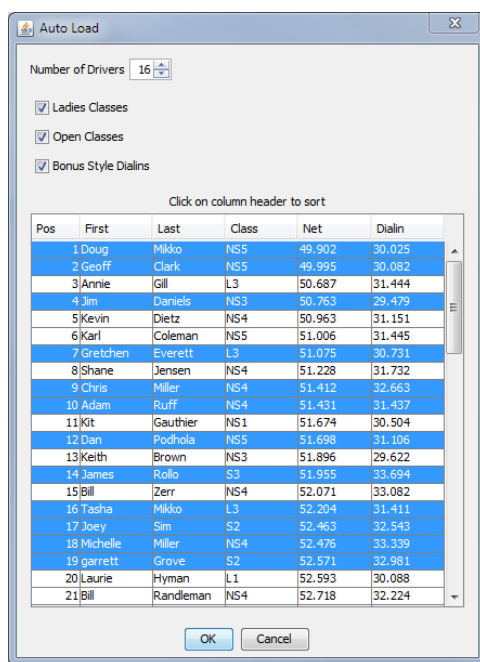 Auto Load
Number of Drivers 16
Ladies Classes
Open Classes
Bonus Style Dialins
Click on column header to sort
Pos First Last Class Net Dialin
1 Doug Mikko NS5 49.902 30.025
2 Geoff Clark NS5 49.995 30.082
3 Annie Gill L3 50.687 31.444
4 Jim Daniels NS3 50.763 29.479
5 Kevin Dietz NS4 50.963 31.151
6 Karl Coleman NS5 51.006 31.445
7 Gretchen Everett L3 51.075 30.731
8 Shane Jensen NS4 51.228 31.732
9 Chris Miller NS4 51.412 32.663
10 Adam Ruff NS4 51.431 31.437
11 Kit Gauthier NS1 51.674 30.504
12 Dan Podhola NS5 51.698 31.106
13 Keith Brown NS3 51.896 29.622
14 James Rollo S3 51.955 33.694
15 Bill Zerr NS4 52.071 33.082
16 Tasha Mikko L3 52.204 31.411
17 Joey Sim S2 52.463 32.543
18 Michelle Miller NS4 52.476 33.339
19 garrett Grove S2 52.571 32.981
20 Laurie Hyman L1 52.593 30.088
21 Bill Randleman NS4 52.718 32.224
OK Cancel